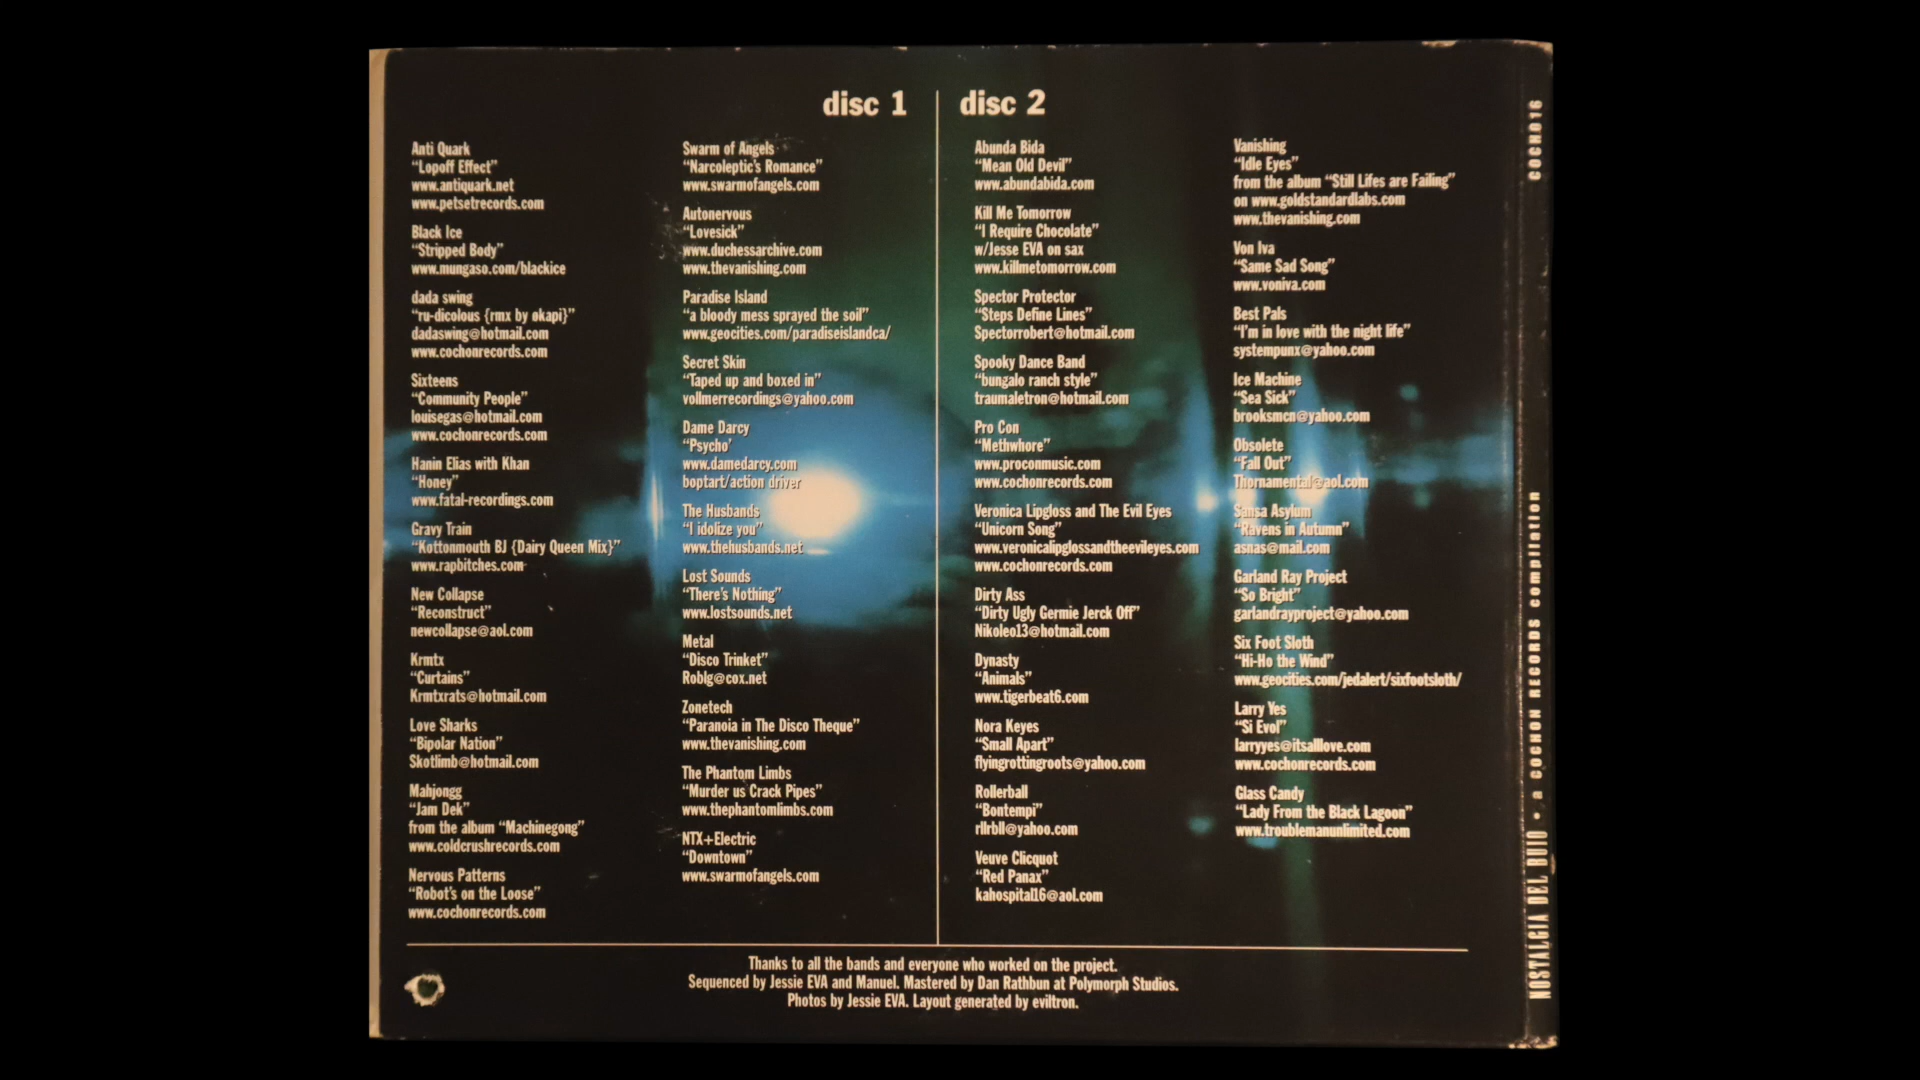 disc 1
Anti Quark
“Lopoff Effect”
www.antiquark.net
www.petsetrecords.com
Black Ice
“Stripped Body”
www.mungaso.com/blackice
dada swing
“ru-dicolous {rmx by økapi}”
dadaswing@hotmail.com
www.cochonrecords.com
Sixteens
“Community People”
louisegas@hotmail.com
www.cochonrecords.com
Hanin Elias with Khan
“Honey”
www.fatal-recordings.com
Gravy Train
“Kottonmouth BJ {Dairy Queen Mix}”
www.rapbitches.com
New Collapse
“Reconstruct”
newcollapse@aol.com
Krmtx
“Curtains”
Krmtxrats@hotmail.com
Love Sharks
“Bipolar Nation”
Skotlimb@hotmail.com
Mahjongg
“Jam Dek”
from the album “Machinegong”
www.coldcrushrecords.com
Nervous Patterns
“Robot's on the Loose”
www.cochonrecords.com
Swarm of Angels
“Narcoleptic's Romance”
www.swarmofangels.com
Autonervous
“Lovesick”
www.duchessarchive.com
www.thevanishing.com
Paradise Island
“a bloody mess sprayed the soil”
www.geocities.com/paradiseislandca/
Secret Skin
“Taped up and boxed in”
vollmerrecordings@yahoo.com
Dame Darcy
“Psycho'
www.damedarcy.com
boptart/action driver
The Husbands
“I idolize you”
www.thehusbands.net
Lost Sounds
“There's Nothing”
www.lostsounds.net
Metal
“Disco Trinket”
Roblg@cox.net
Zonetech
“Paranoia in The Disco Theque”
www.thevanishing.com
The Phantom Limbs
“Murder us Crack Pipes”
www.thephantomlimbs.com
NTX+Electric
“Downtown”
www.swarmofangels.com
disc 2
Abunda Bida
“Mean Old Devil”
www.abundabida.com
Kill Me Tomorrow
“I Require Chocolate”
w/Jesse EVA on sax
www.killmetomorrow.com
Spector Protector
“Steps Define Lines”
Spectorrobert@hotmail.com
Spooky Dance Band
“bungalo ranch style”
traumaletron@hotmail.com
Pro Con
“Methwhore”
www.proconmusic.com
www.cochonrecords.com
Veronica Lipgloss and The Evil Eyes
“Unicorn Song”
www.veronicalipglossandtheevileyes.com
www.cochonrecords.com
Dirty Ass
“Dirty Ugly Germie Jerck Off”
Nikoleo13@hotmail.com
Dynasty
“Animals”
www.tigerbeat6.com
Nora Keyes
“Small Apart”
flyingrottingroots@yahoo.com
Rollerball
“Bontempi”
rllrbll@yahoo.com
Veuve Clicquot
“Red Panax”
kahospital16@aol.com
Vanishing
“Idle Eyes”
from the album “Still Lifes are Failing”
on www.goldstandardlabs.com
www.thevanishing.com
Von Iva
“Same Sad Song”
www.voniva.com
Best Pals
“I'm in love with the night life”
systempunx@yahoo.com
Ice Machine
“Sea Sick”
brooksmcn@yahoo.com
Obsolete
“Fall Out”
Thornamental@aol.com
Sansa Asylum
“Ravens in Autumn”
asnas@mail.com
Garland Ray Project
“So Bright”
garlandrayproject@yahoo.com
Six Foot Sloth
“Hi-Ho the Wind”
www.geocities.com/jedalert/sixfootsloth/
Larry Yes
“Si Evol”
larryyes@itsalllove.com
www.cochonrecords.com
Glass Candy
“Lady From the Black Lagoon”
www.troublemanunlimited.com
Thanks to all the bands and everyone who worked on the project.
Sequenced by Jessie EVA and Manuel. Mastered by Dan Rathbun at Polymorph Studios.
Photos by Jessie EVA. Layout generated by eviltron.
NOSTALGIA DEL BUIO • a COCHON RECORDS compilation COCHO16